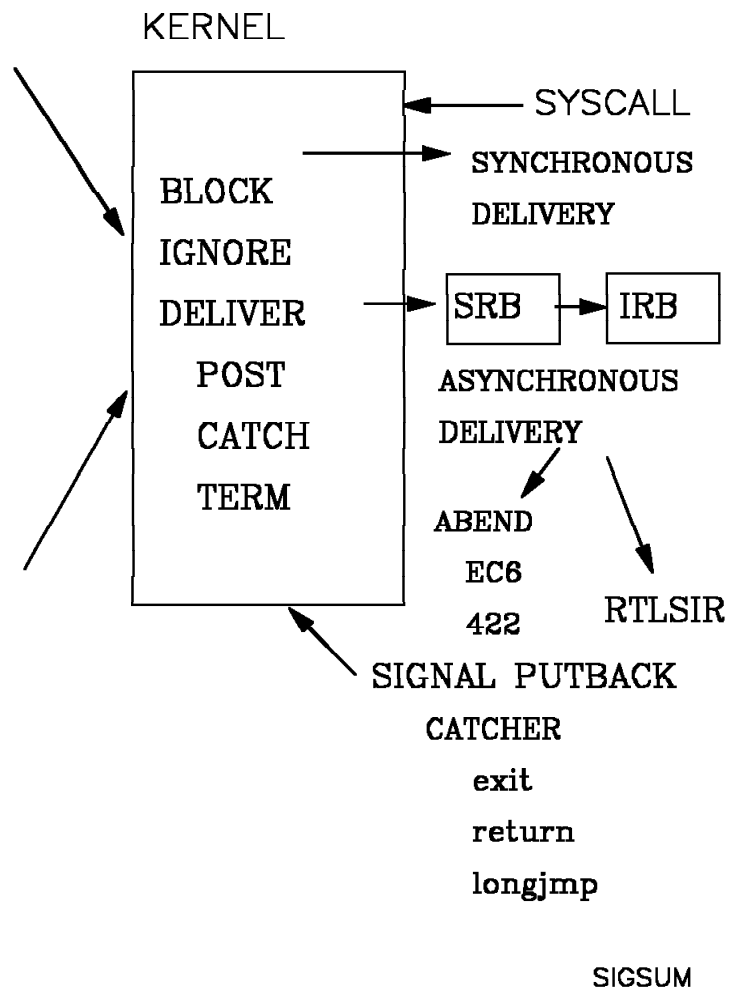 KERNEL
SYSCALL
SYNCHRONOUS
DELIVERY
BLOCK
IGNORE
DELIVER
POST
CATCH
TERM
SRB
IRB
ASYNCHRONOUS
DELIVERY
ABEND
EC6
422
RTLSIR
SIGNAL PUTBACK
CATCHER
exit
return
longjmp
SIGSUM